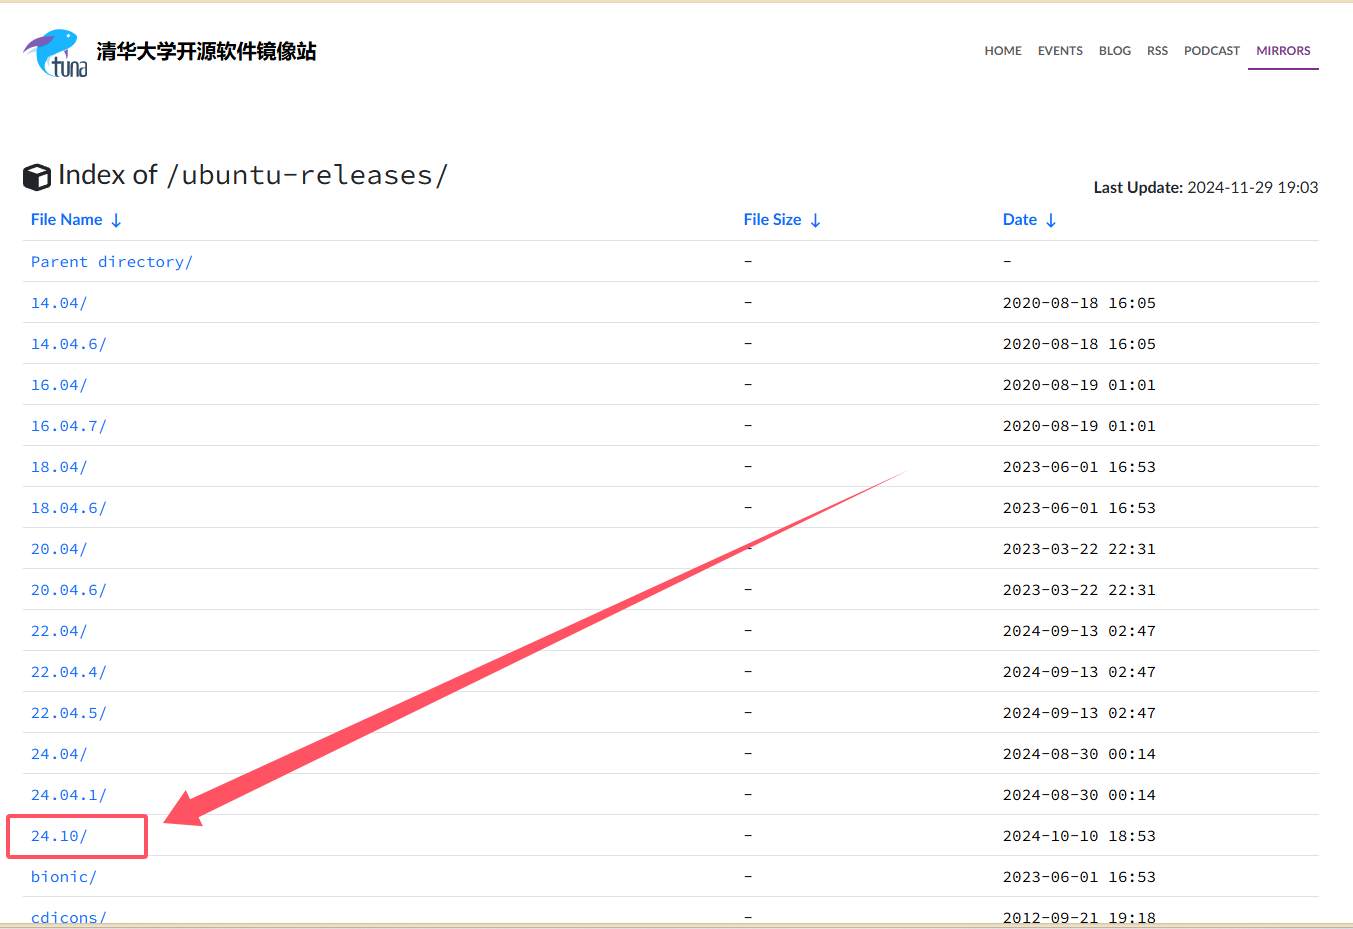 tuna 清华大学开源软件镜像站 HOME EVENTS BLOG RSS PODCAST MIRRORS
Index of /ubuntu-releases/
Last Update: 2024-11-29 19:03
File Name ↓ File Size ↓ Date ↓
Parent directory/ - -
14.04/ - 2020-08-18 16:05
14.04.6/ - 2020-08-18 16:05
16.04/ - 2020-08-19 01:01
16.04.7/ - 2020-08-19 01:01
18.04/ - 2023-06-01 16:53
18.04.6/ - 2023-06-01 16:53
20.04/ - 2023-03-22 22:31
20.04.6/ - 2023-03-22 22:31
22.04/ - 2024-09-13 02:47
22.04.4/ - 2024-09-13 02:47
22.04.5/ - 2024-09-13 02:47
24.04/ - 2024-08-30 00:14
24.04.1/ - 2024-08-30 00:14
24.10/ - 2024-10-10 18:53
bionic/ - 2023-06-01 16:53
cdicons/ - 2012-09-21 19:18